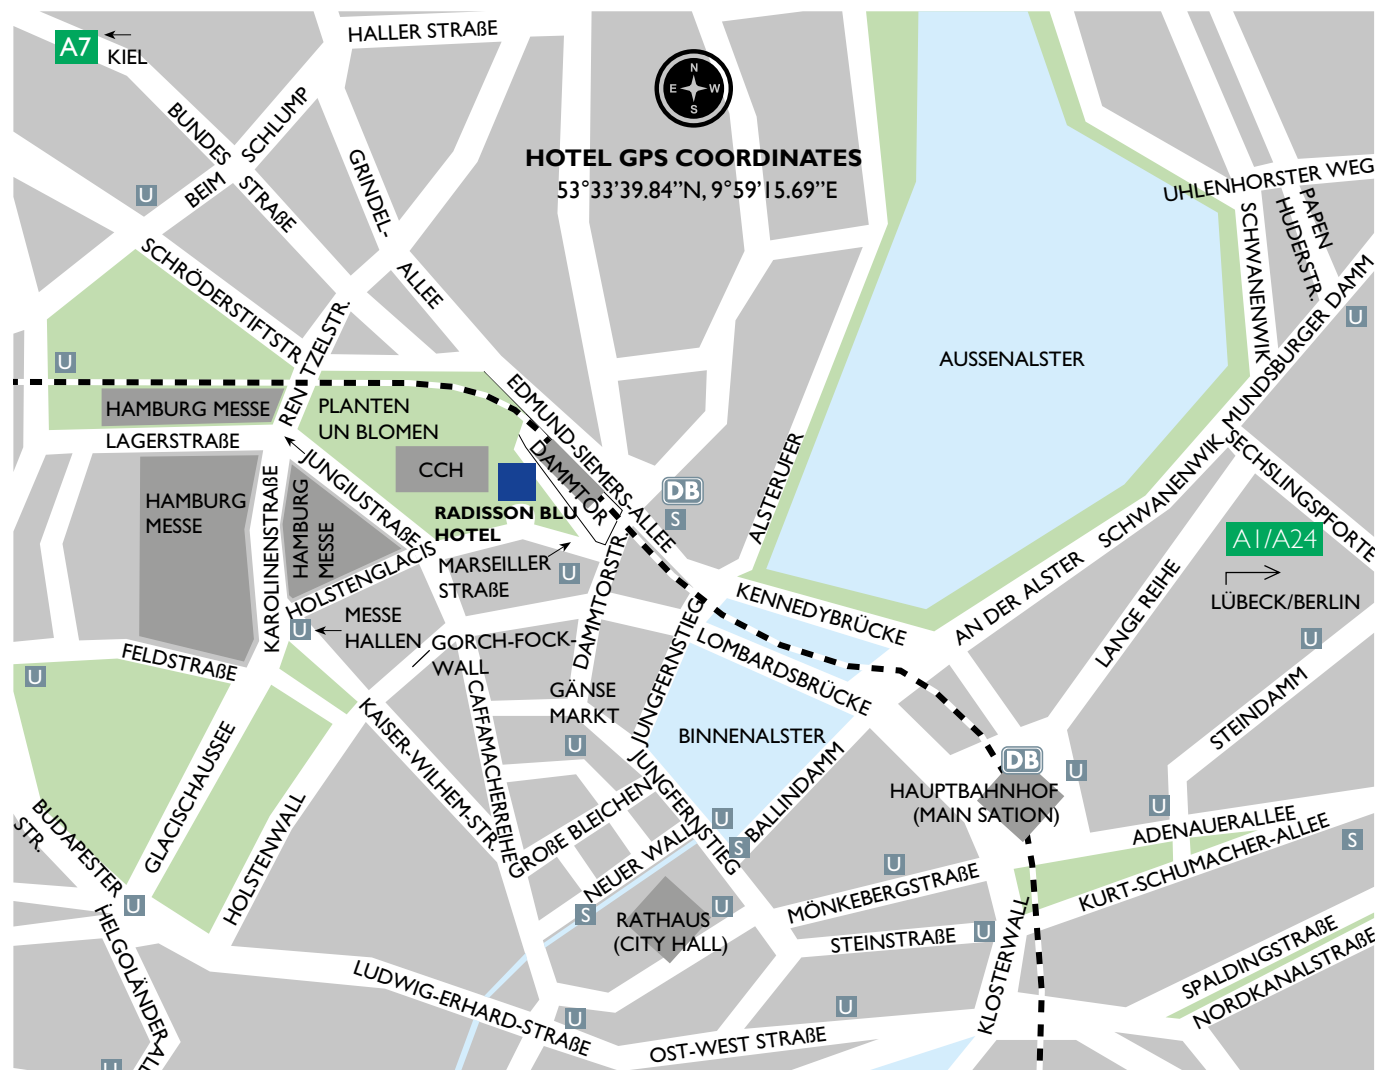 A7
KIEL
HALLER STRAßE
N
E
W
S
HOTEL GPS COORDINATES
53°33’39.84”N, 9°59’15.69”E
BUNDES
STRAßE
BEIM
SCHLUMP
GRINDEL-
ALLEE
U
SCHRÖDERSTIFTSTR.
RENTZELSTR.
UHLENHORSTER WEG
PAPEN
HUDERSTR.
SCHWANENWIK
MUNDSBURGER DAMM
U
U
AUSSENALSTER
HAMBURG MESSE
PLANTEN
UN BLOMEN
EDMUND-SIEMERS-ALLEE
DAMMTOR
LAGERSTRAßE
CCH
DB
S
ALSTERUFER
SCHWANENWIK
SECHSLINGSPFORTE
HAMBURG
MESSE
KAROLINENSTRAßE
HAMBURG
MESSE
JUNGIUSTRAßE
RADISSON BLU
HOTEL
A1/A24
LÜBECK/BERLIN
HOLSTENGLACIS
MARSEILLER
STRAßE
U
DAMMTORSTR.
KENNEDYBRÜCKE
AN DER ALSTER
LANGE REIHE
U
U
MESSE
HALLEN
GORCH-FOCK-
WALL
LOMBARDSBRÜCKE
JUNGFERNSTIEG
FELDSTRAßE
U
GÄNSE
MARKT
U
CAFFAMACHERREIHE
KAISER-WILHEM-STR.
BINNENALSTER
STEINDAMM
GLACISCHAUSSEE
JUNGFERNSTIEG
BALLINDAMM
DB
U
HAUPTBAHNHOF
(MAIN SATION)
U
ADENAUERALLEE
KURT-SCHUMACHER-ALLEE
S
BUDAPESTER
STR.
HOLSTENWALL
GROßE BLEICHEN
NEUER WALL
U
S
U
MÖNKEBERGSTRAßE
U
S
RATHAUS
(CITY HALL)
U
STEINSTRAßE
U
KLOSTERWALL
SPALDINGSTRAßE
NORDKANALSTRAßE
HELGOLÄNDER
ALL
LUDWIG-ERHARD-STRAßE
U
OST-WEST STRAßE
U
U